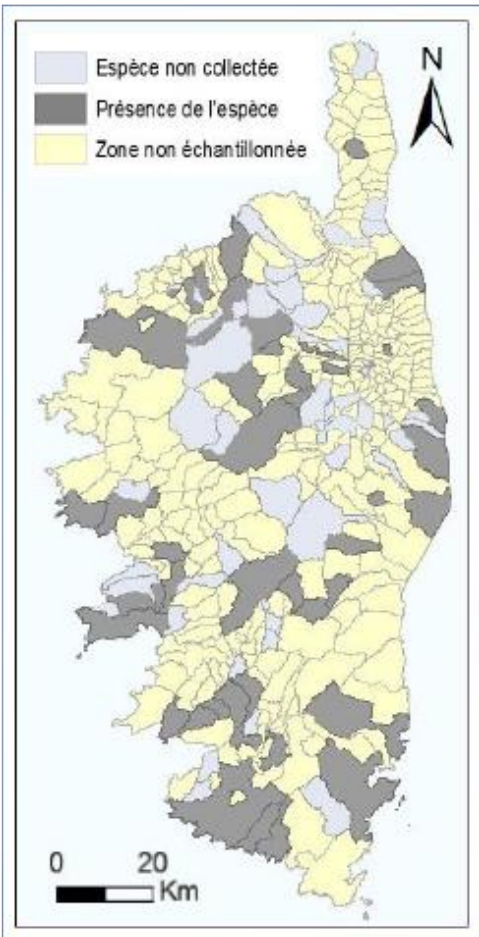 Espèce non collectée
Présence de l'espèce
Zone non échantillonnée
N
0 20
Km